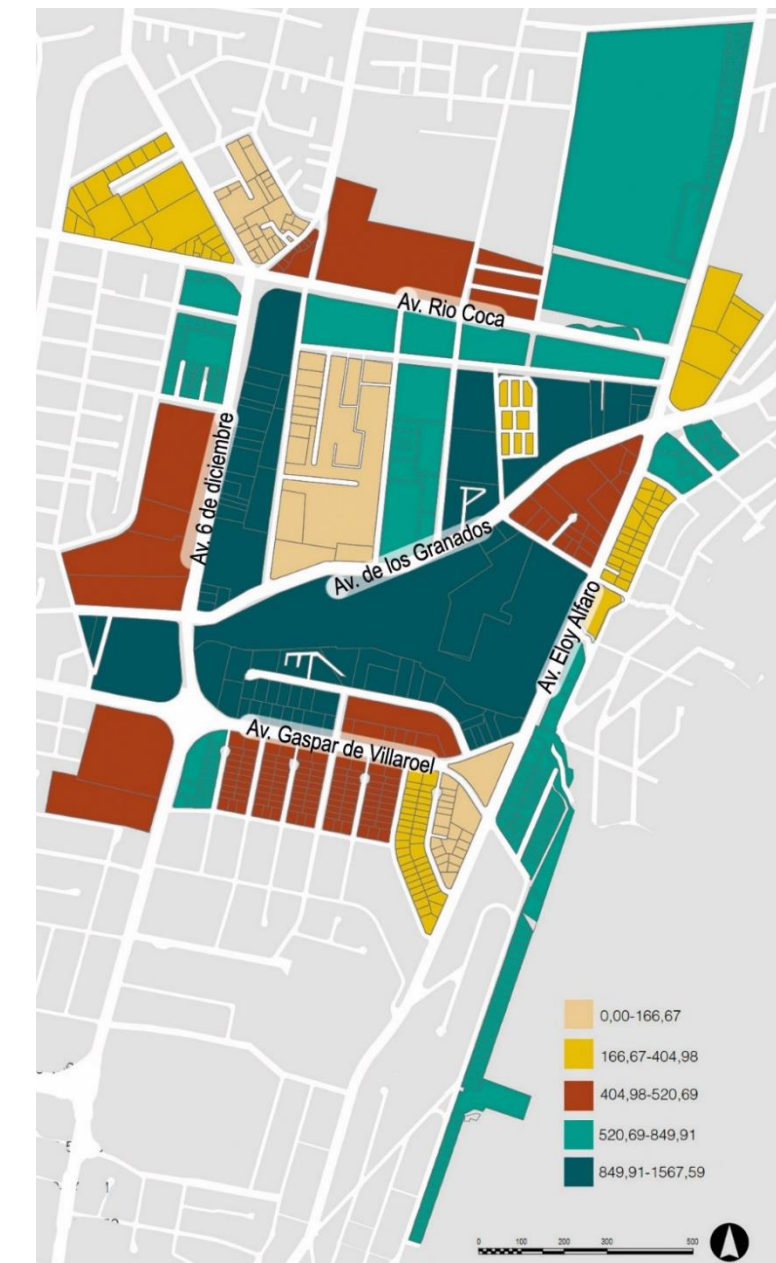 Av. Rio Coca
Av. 6 de diciembre
Av. de los Granados
Av. Eloy Alfaro
Av. Gaspar de Villaroel
0,00-166,67
166,67-404,98
404,98-520,69
520,69-849,91
849,91-1567,59
0 100 200 300 500